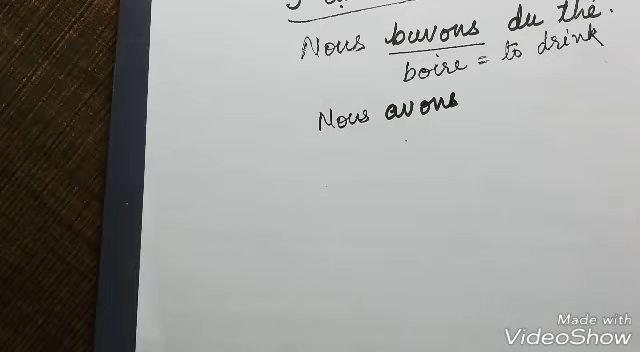 Nous buvons du thé.
boire = to drink
Nous avons
Made with
VideoShow